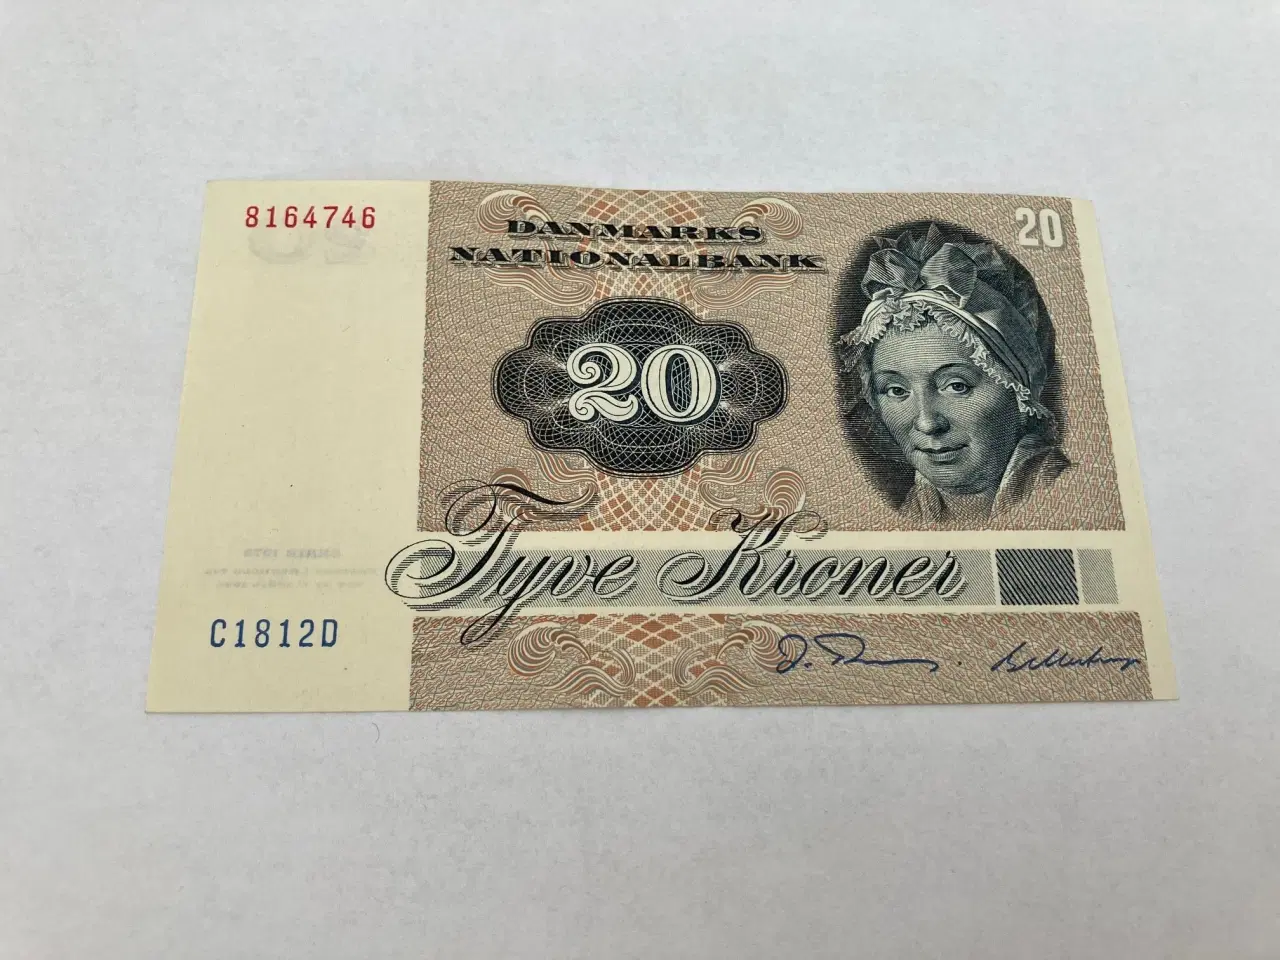 8164746
DANMARKS
NATIONALBANK
20
20
Tyve Kroner
C1812D